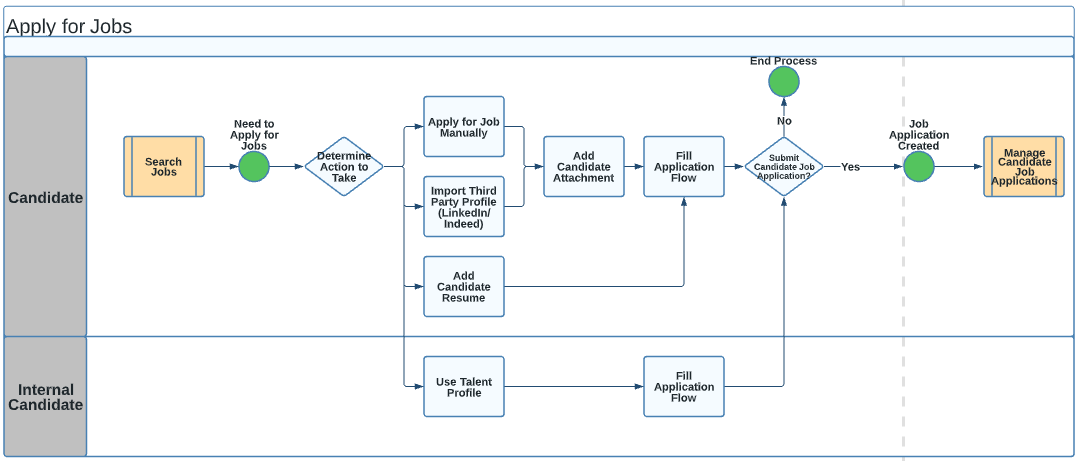 Apply for Jobs
Candidate
Search
Jobs
Need to
Apply for
Jobs
Determine
Action to
Take
Apply for Job
Manually
Import Third
Party Profile
(LinkedIn/
Indeed)
Add
Candidate
Resume
Add
Candidate
Attachment
Fill
Application
Flow
End Process
No
Submit
Candidate Job
Application?
Yes
Job
Application
Created
Manage
Candidate
Job
Applications
Internal
Candidate
Use Talent
Profile
Fill
Application
Flow